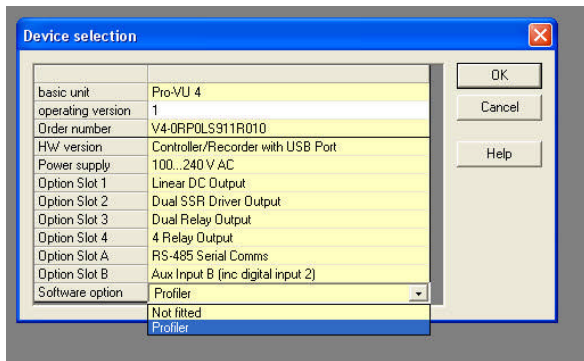 Device selection
OK
basic unit Pro-VU 4
operating version 1
Cancel
Order number V4-0RP0LS911R010
HW version Controller/Recorder with USB Port
Help
Power supply 100...240 V AC
Option Slot 1 Linear DC Output
Option Slot 2 Dual SSR Driver Output
Option Slot 3 Dual Relay Output
Option Slot 4 4 Relay Output
Option Slot A RS-485 Serial Comms
Option Slot B Aux Input B (inc digital input 2)
Software option Profiler
Not fitted
Profiler